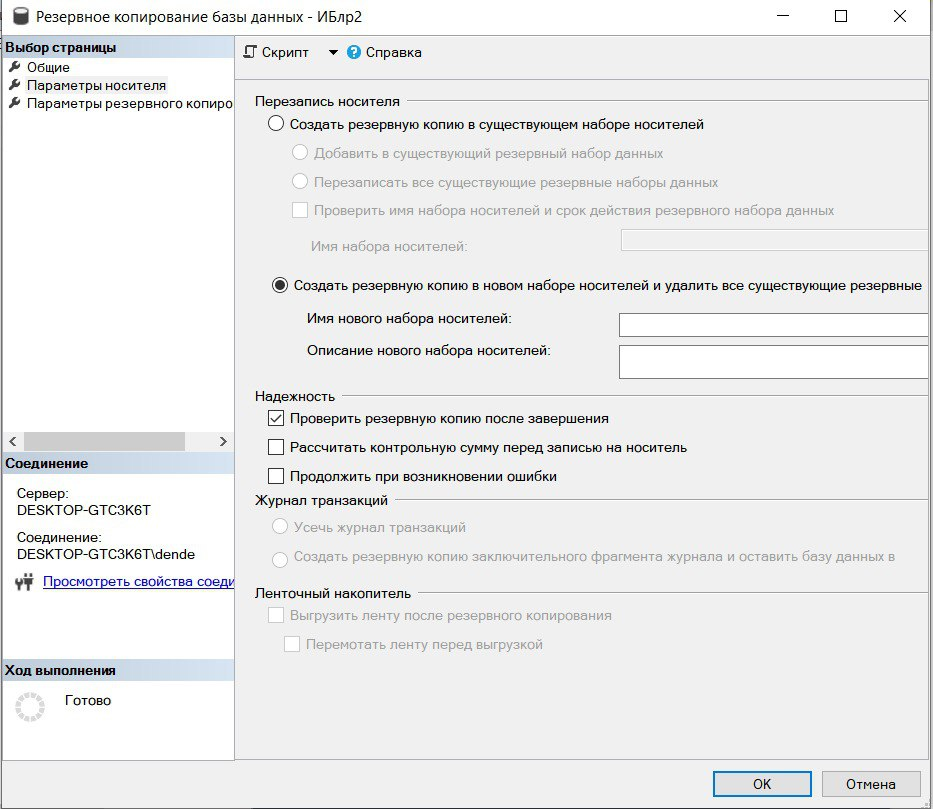 Резервное копирование базы данных - ИБлр2
Выбор страницы
Общие
Параметры носителя
Параметры резервного копиро
Скрипт
Справка
Перезапись носителя
Создать резервную копию в существующем наборе носителей
Добавить в существующий резервный набор данных
Перезаписать все существующие резервные наборы данных
Проверить имя набора носителей и срок действия резервного набора данных
Имя набора носителей:
Создать резервную копию в новом наборе носителей и удалить все существующие резервные
Имя нового набора носителей:
Описание нового набора носителей:
Надежность
Проверить резервную копию после завершения
Рассчитать контрольную сумму перед записью на носитель
Продолжить при возникновении ошибки
Журнал транзакций
Усечь журнал транзакций
Создать резервную копию заключительного фрагмента журнала и оставить базу данных в
Ленточный накопитель
Выгрузить ленту после резервного копирования
Перемотать ленту перед выгрузкой
Соединение
Сервер:
DESKTOP-GTC3K6T
Соединение:
DESKTOP-GTC3K6T\dende
Просмотреть свойства соеди
Ход выполнения
Готово
OK
Отмена